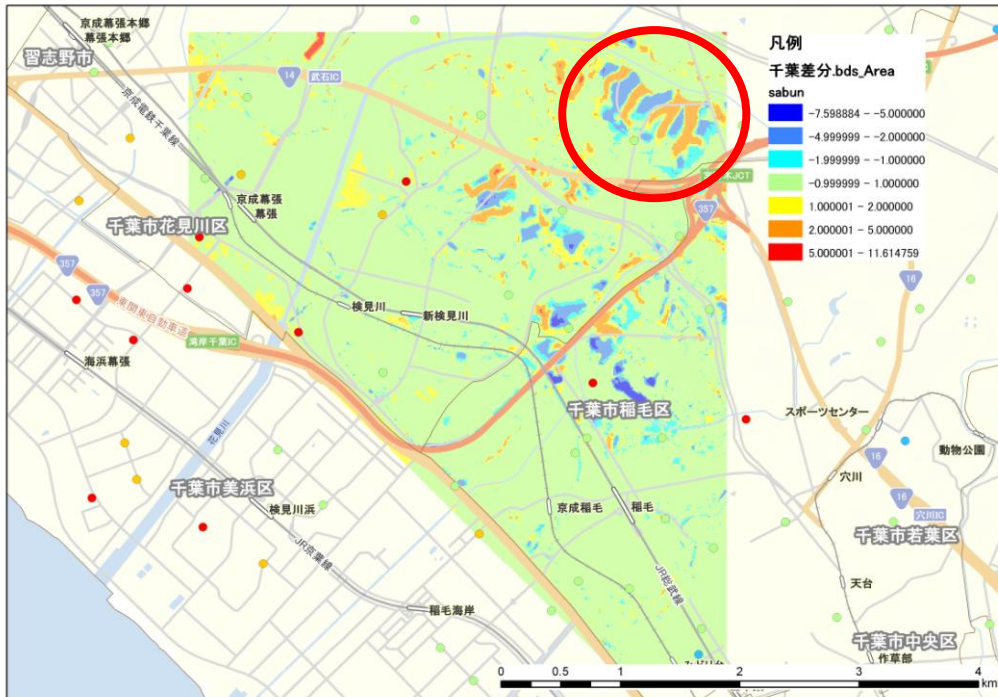 京成幕張本郷
幕張本郷
習志野市
14
武石IC
京成電鉄千葉線
凡例
千葉差分.bds_Area
sabun
-7.598884 - -5.000000
-4.999999 - -2.000000
-1.999999 - -1.000000
-0.999999 - 1.000000
1.000001 - 2.000000
2.000001 - 5.000000
5.000001 - 11.614759
JCT
357
京成幕張
幕張
千葉市花見川区
357
357
東関東自動車道
16
検見川
新検見川
湾岸千葉IC
海浜幕張
花見川
千葉市稲毛区
スポーツセンター
動物公園
16
穴川
16
穴川IC
千葉市美浜区
検見川浜
京成稲毛
稲毛
千葉市若葉区
JR京葉線
JR総武線
天台
稲毛海岸
千葉市中央区
作草部
みどり台
0 0.5 1 2 3 4
km